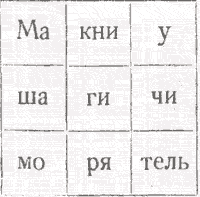 Ма кни у
ша ги чи
мо ря тель